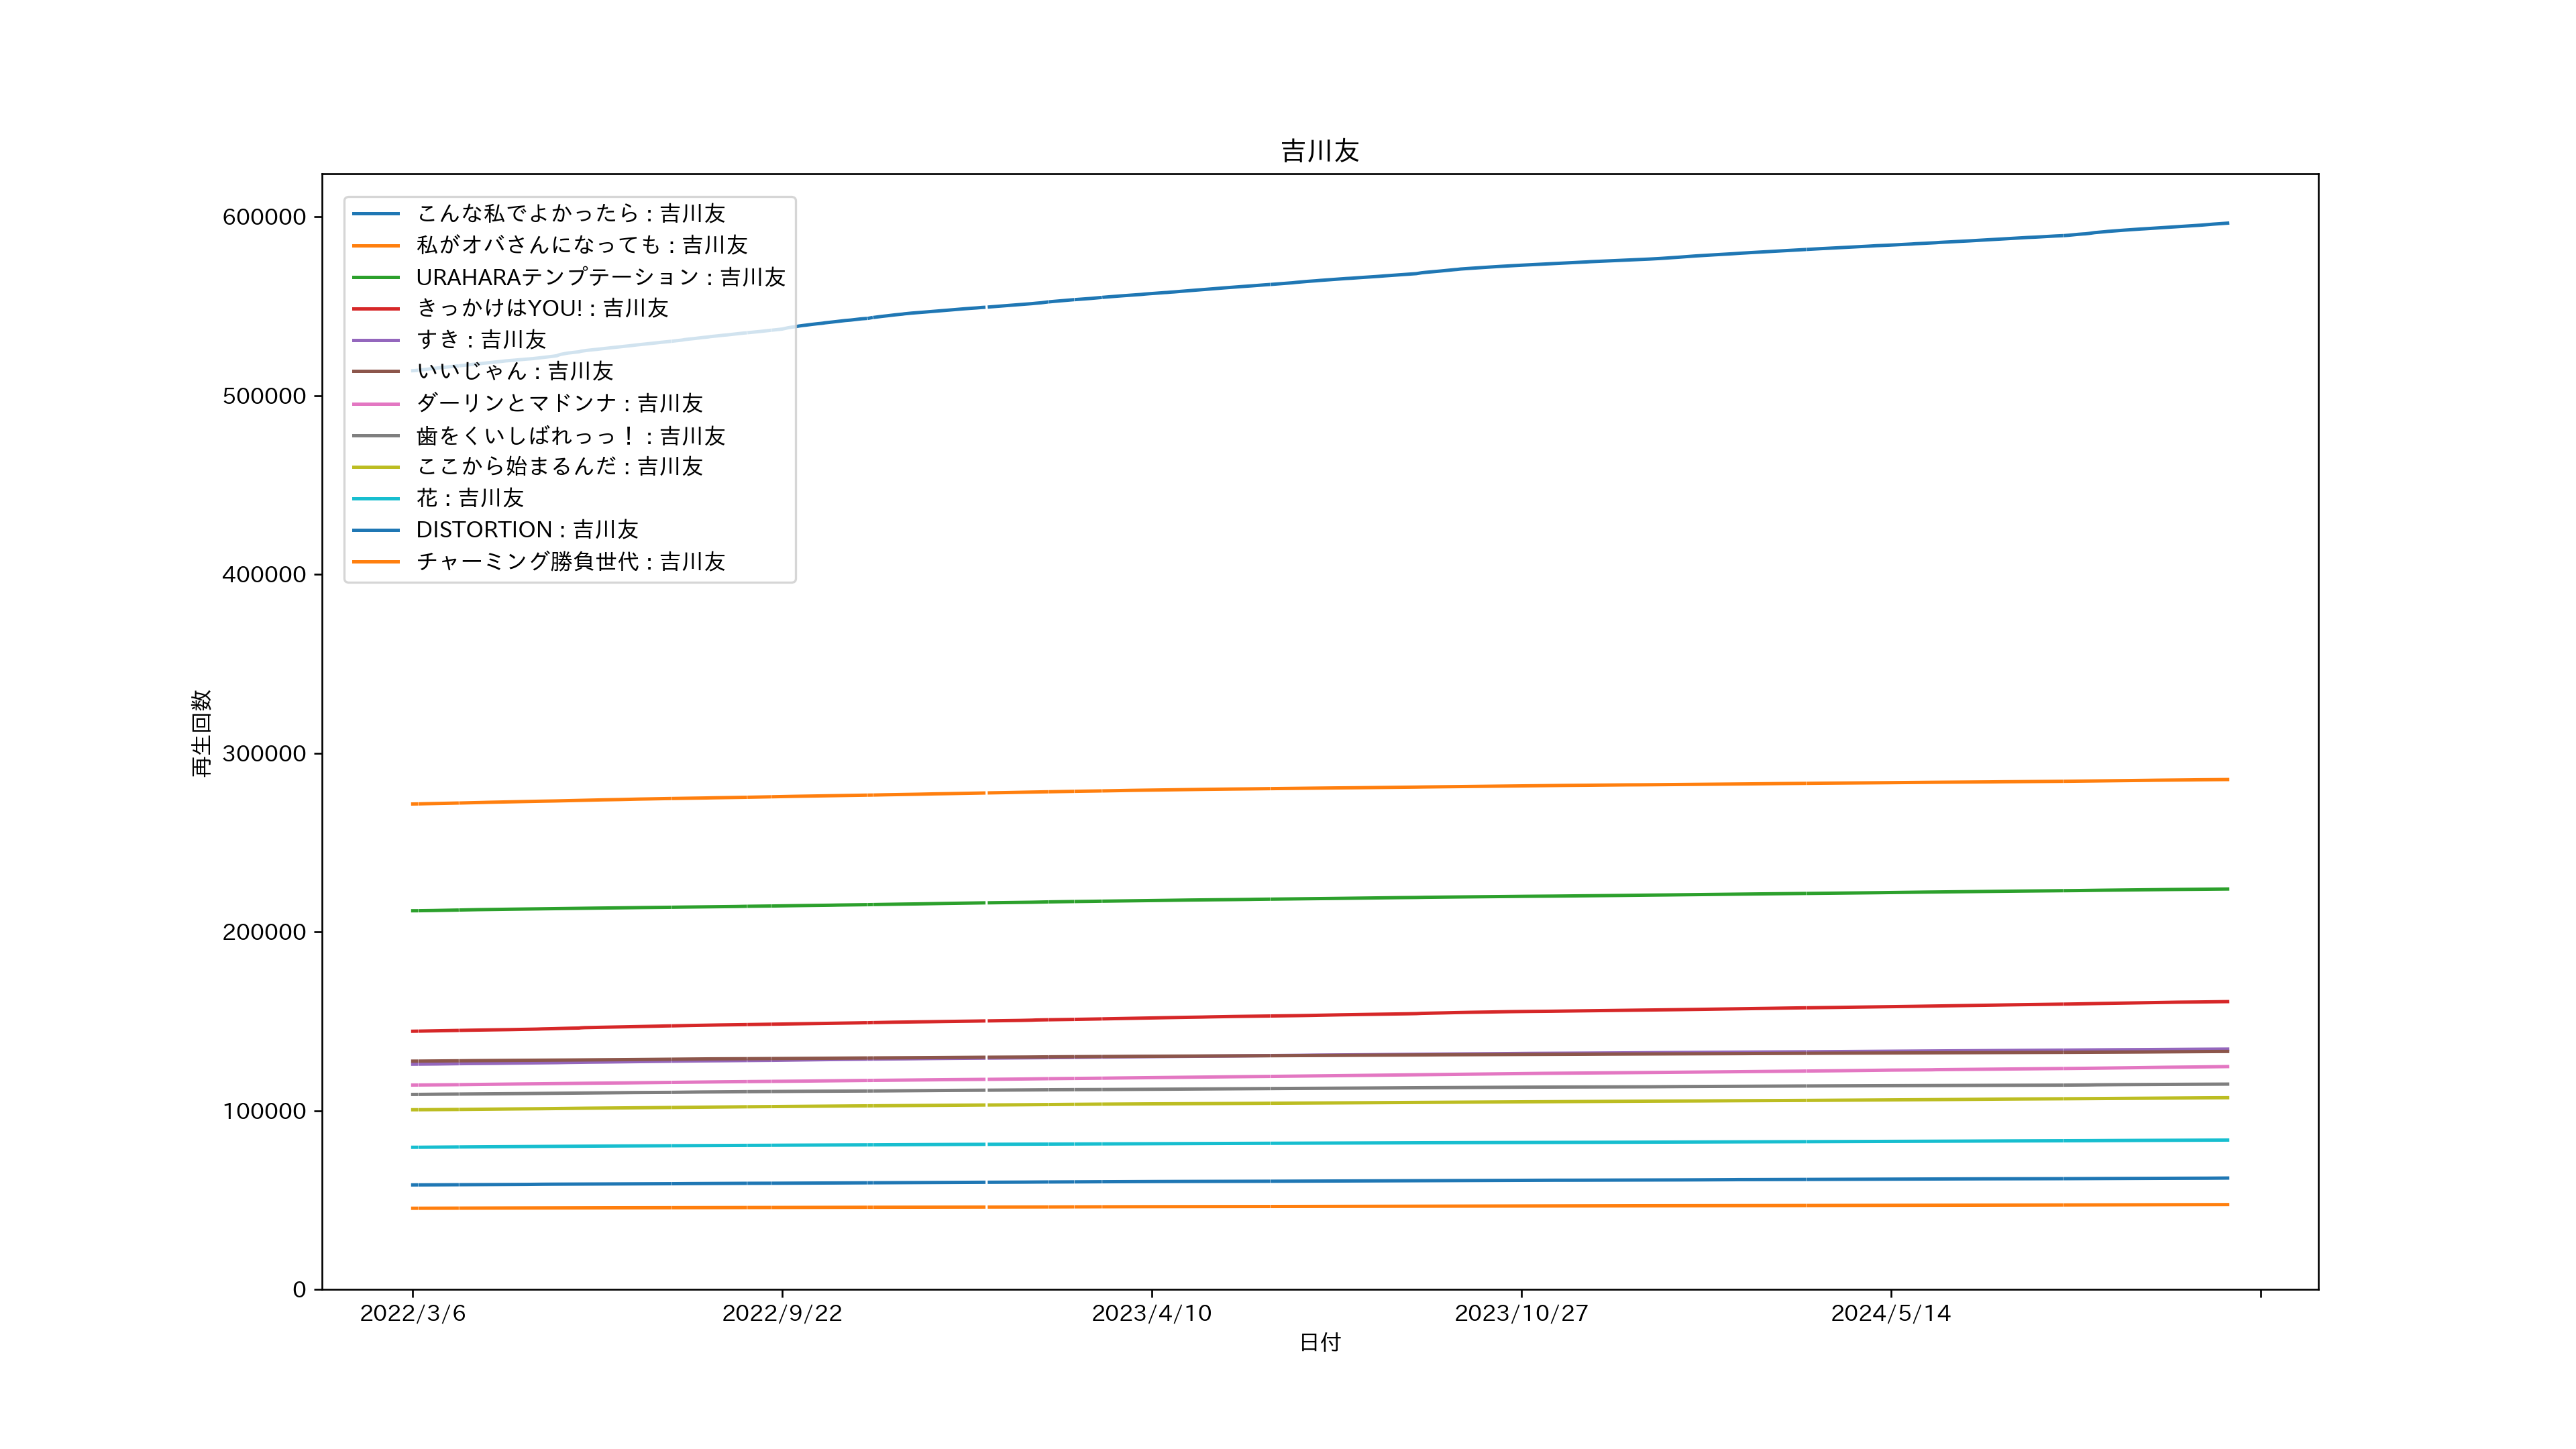 吉川友
600000
500000
400000
300000
200000
100000
0
再生回数
こんな私でよかったら : 吉川友
私がオバさんになっても : 吉川友
URAHARAテンプテーション : 吉川友
きっかけはYOU! : 吉川友
すき : 吉川友
いいじゃん : 吉川友
ダーリンとマドンナ : 吉川友
歯をくいしばれっっ！ : 吉川友
ここから始まるんだ : 吉川友
花 : 吉川友
DISTORTION : 吉川友
チャーミング勝負世代 : 吉川友
2022/3/6
2022/9/22
2023/4/10
2023/10/27
2024/5/14
日付